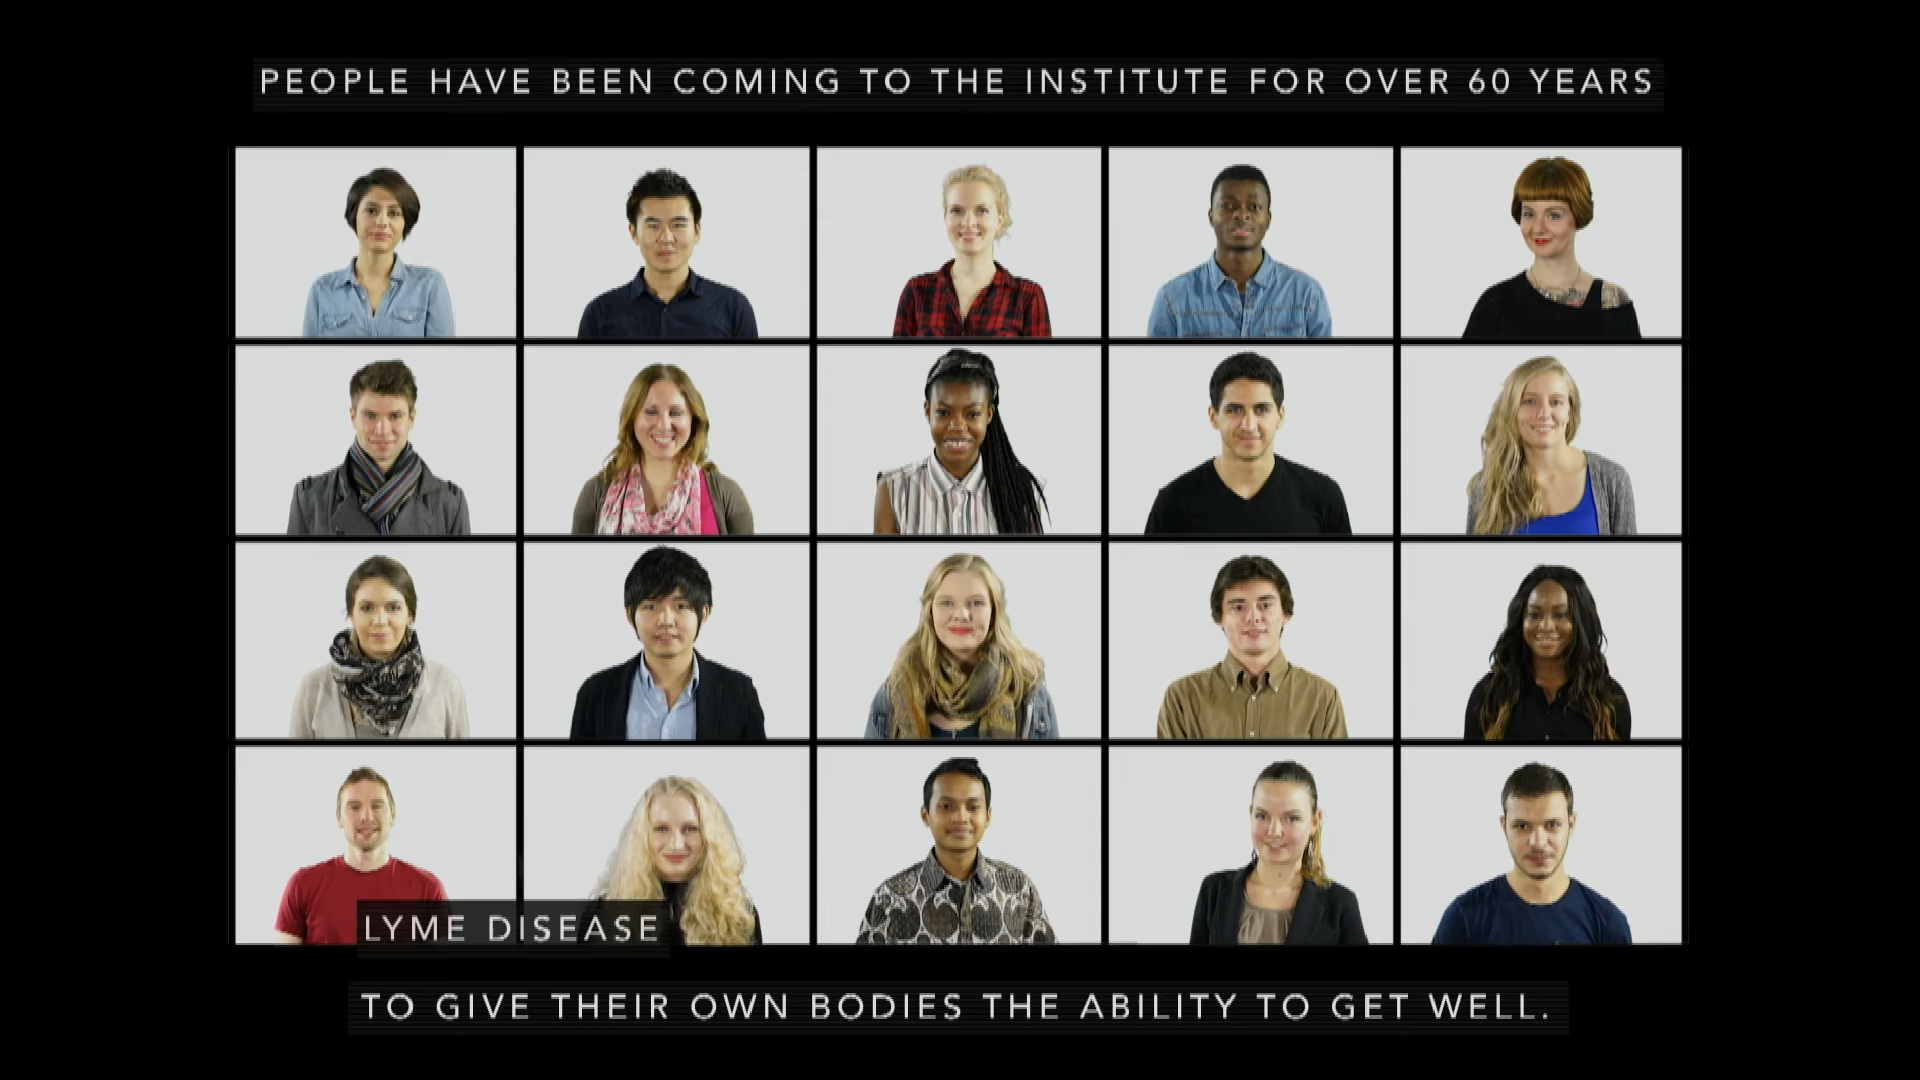 PEOPLE HAVE BEEN COMING TO THE INSTITUTE FOR OVER 60 YEARS
LYME DISEASE
TO GIVE THEIR OWN BODIES THE ABILITY TO GET WELL.